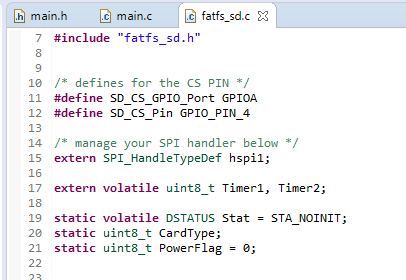 main.h main.c fatfs_sd.c
7 #include "fatfs_sd.h"
8
9
10 /* defines for the CS PIN */
11 #define SD_CS_GPIO_Port GPIOA
12 #define SD_CS_Pin GPIO_PIN_4
13
14 /* manage your SPI handler below */
15 extern SPI_HandleTypeDef hspi1;
16
17 extern volatile uint8_t Timer1, Timer2;
18
19 static volatile DSTATUS Stat = STA_NOINIT;
20 static uint8_t CardType;
21 static uint8_t PowerFlag = 0;
22